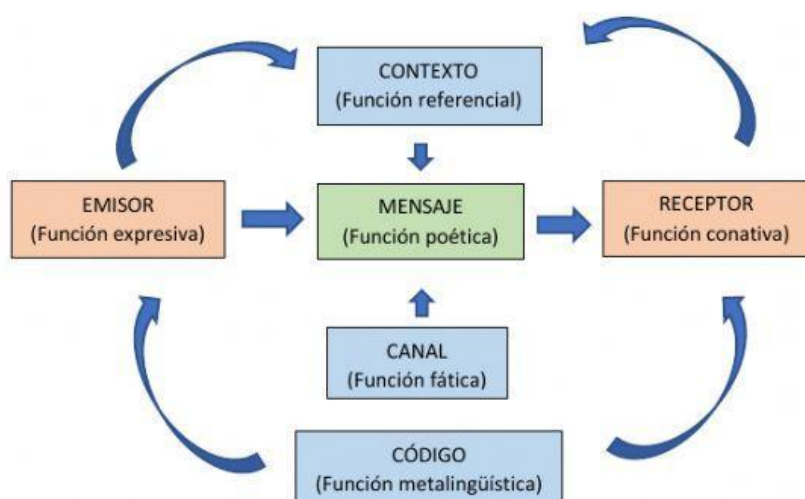 CONTEXTO
(Función referencial)
EMISOR
(Función expresiva)
MENSAJE
(Función poética)
RECEPTOR
(Función conativa)
CANAL
(Función fática)
CÓDIGO
(Función metalingüística)